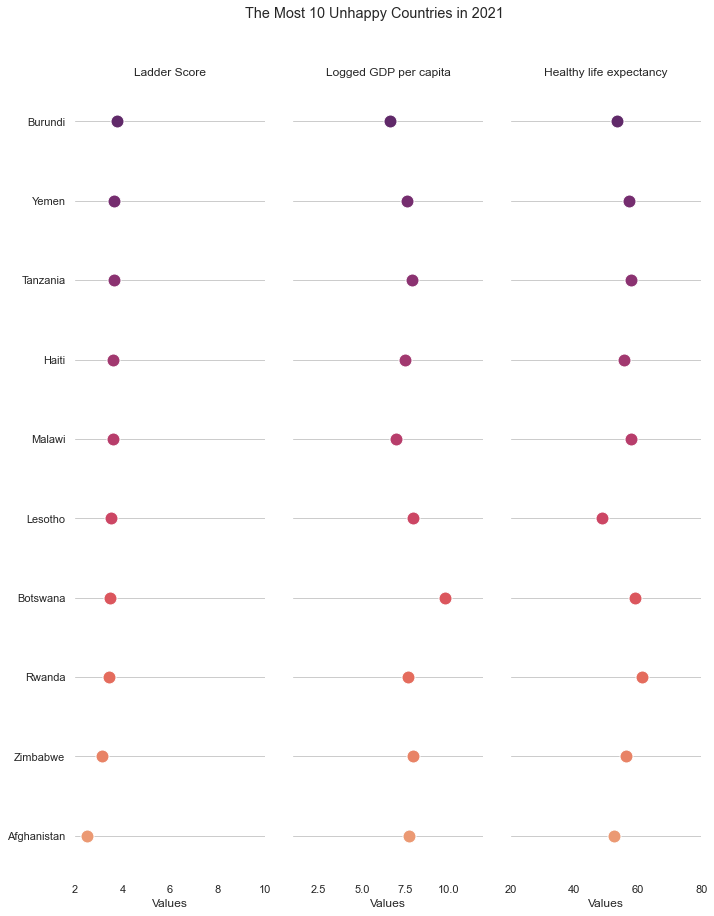 The Most 10 Unhappy Countries in 2021
Ladder Score
Logged GDP per capita
Healthy life expectancy
Burundi
Yemen
Tanzania
Haiti
Malawi
Lesotho
Botswana
Rwanda
Zimbabwe
Afghanistan
2 4 6 8 10
2.5 5.0 7.5 10.0
20 40 60 80
Values
Values
Values